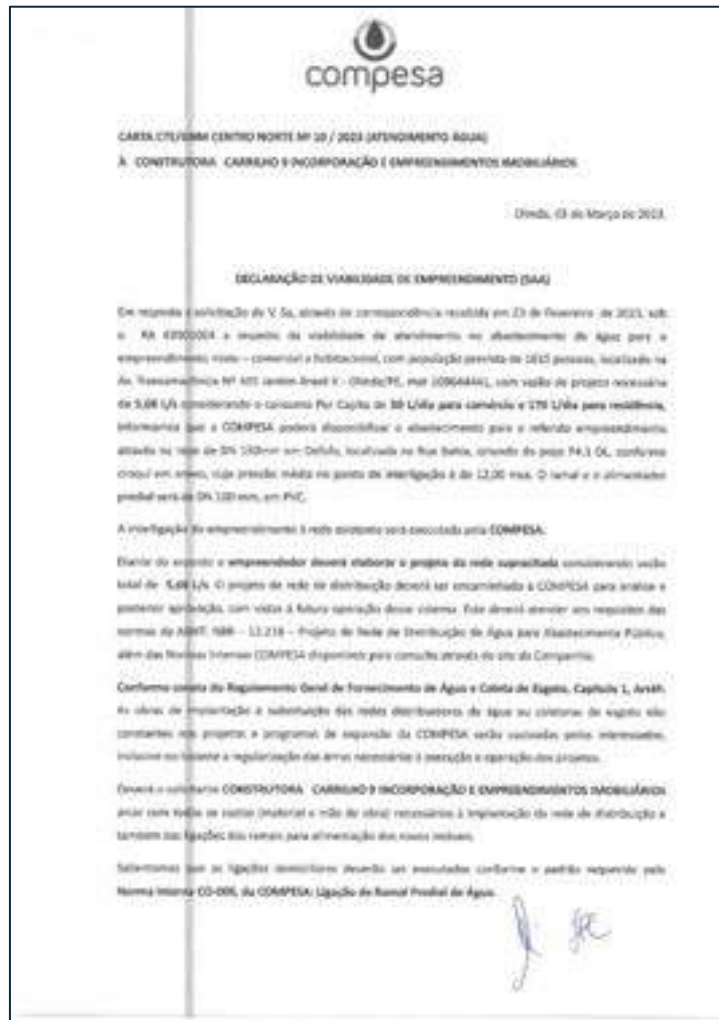 compesa
CARTA CTE/ CENTRO NORTE Nº 10 / 2023 (ATENDIMENTO ÁGUA)
À CONSTRUTORA CARRILHO 9 INCORPORAÇÃO E EMPREENDIMENTOS IMOBILIÁRIOS
Olinda, 03 de Março de 2023.
DECLARAÇÃO DE VIABILIDADE DE EMPREENDIMENTO (SAA)
Em resposta à solicitação de V. Sa, através de correspondência recebida em 23 de Fevereiro de 2023, sob
o RA a respeito da viabilidade de atendimento no abastecimento de água para o
empreendimento misto – comercial e habitacional, com população prevista de pessoas, localizado na
Av. Nº Jardim Brasil V - Olinda/PE, com vazão de projeto necessária
de 5,68 L/s considerando o consumo Per Capita de 50 L/dia para comércio e 170 L/dia para residência,
informamos que a COMPESA poderá disponibilizar o abastecimento para o referido empreendimento
através na rede de DN 150mm em Defofo, localizada na Rua Bahia, oriundo do poço conforme
croqui em anexo, cuja pressão média no ponto de interligação é de 12,00 mca. O ramal e o alimentador
predial será de DN 100 mm, em PVC.
A interligação do empreendimento à rede existente será executada pela COMPESA.
Diante do exposto o empreendedor deverá elaborar o projeto da rede supracitada considerando vazão
total de 5,68 L/s. O projeto de rede de distribuição deverá ser encaminhado a COMPESA para análise e
posterior aprovação, com vistas à futura operação desse sistema. Este deverá atender aos requisitos das
normas da ABNT: NBR – 12.218 – Projeto de Rede de Distribuição de Água para Abastecimento Público,
além das Normas Internas COMPESA disponíveis para consulta através do site da Companhia.
Conforme consta do Regulamento Geral de Fornecimento de Água e Coleta de Esgoto, Capítulo 1,
As obras de implantação e substituição das redes distribuidoras de água ou coletoras de esgoto não
constantes nos projetos e programas de expansão da COMPESA serão custeadas pelos interessados,
inclusive no tocante a regularização das áreas necessárias à execução e operação dos projetos.
Deverá o solicitante CONSTRUTORA CARRILHO 9 INCORPORAÇÃO E EMPREENDIMENTOS IMOBILIÁRIOS
arcar com todos os custos (material e mão de obra) necessários à implantação da rede de distribuição e
também das ligações dos ramais para alimentação dos novos imóveis.
Salientamos que as ligações domiciliares deverão ser executadas conforme o padrão requerido pela
Norma Interna da COMPESA: Ligação de Ramal Predial de Água.